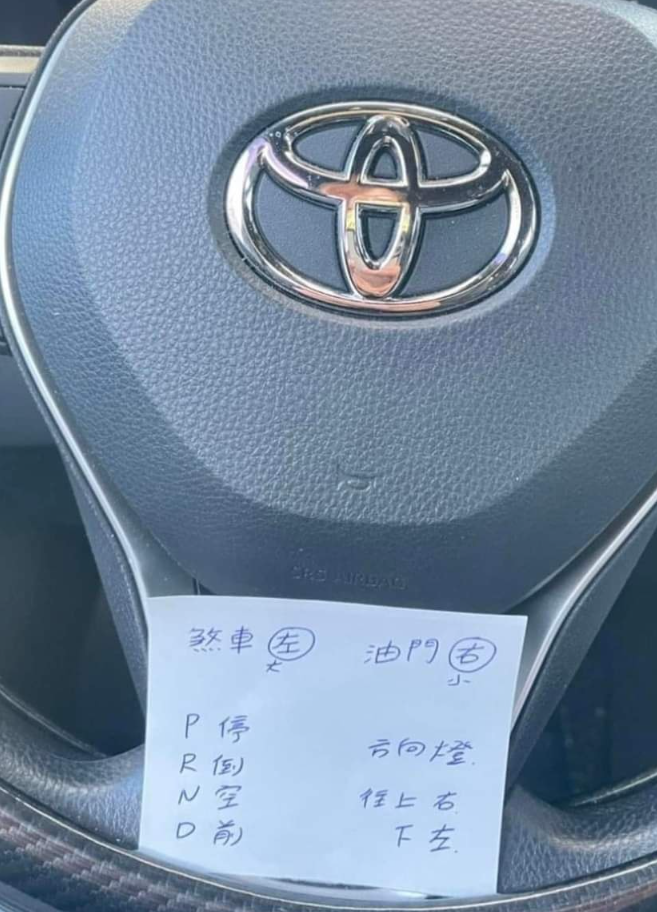 SRS AIRBAG
煞車 左 油門 右
大 小
P 停
R 倒 方向燈.
N 空 往上右.
D 前 下左.